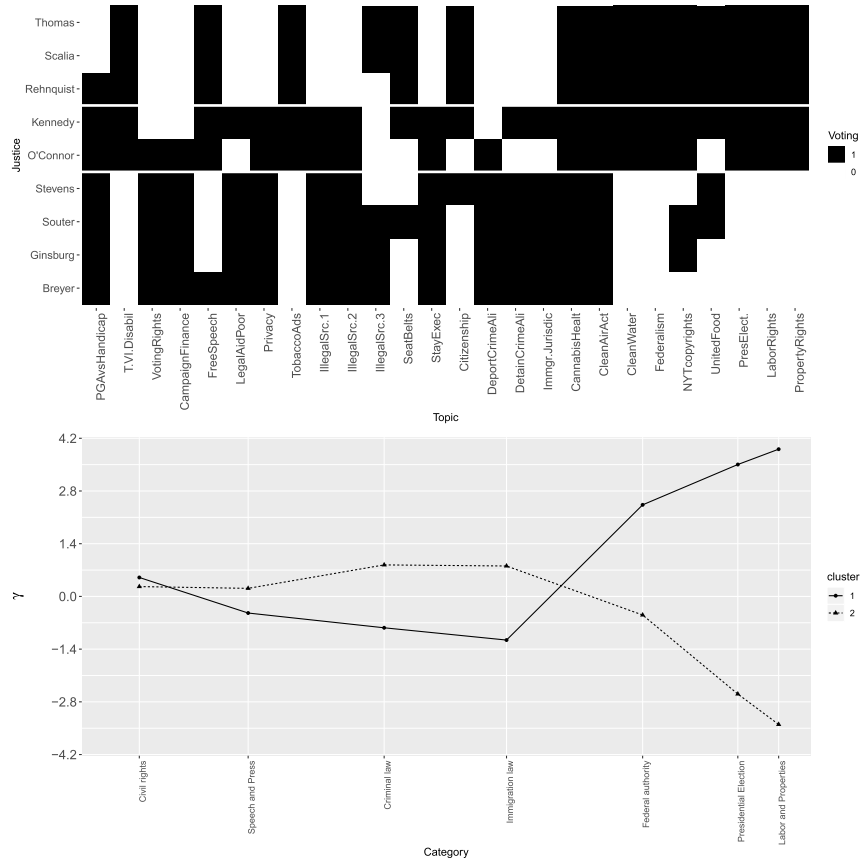 Thomas
Scalia
Rehnquist
Kennedy
O'Connor
Stevens
Souter
Ginsburg
Breyer
Justice
Voting
1
0
PGAvsHandicap
T.VI.Disabil
VotingRights
CampaignFinance
FreeSpeech
LegalAidPoor
Privacy
TobaccoAds
IllegalSrc.1
IllegalSrc.2
IllegalSrc.3
SeatBelts
StayExec
Citizenship
DeportCrimeAli
DetainCrimeAli
Immgr.Jurisdic
CannabisHealt
CleanAirAct
CleanWater
Federalism
NYTcopyrights
UnitedFood
PresElect.
LaborRights
PropertyRights
Topic
4.2
2.8
1.4
0.0
−1.4
−2.8
−4.2
γ
cluster
1
2
Civil rights
Speech and Press
Criminal law
Immigration law
Federal authority
Presidential Election
Labor and Properties
Category